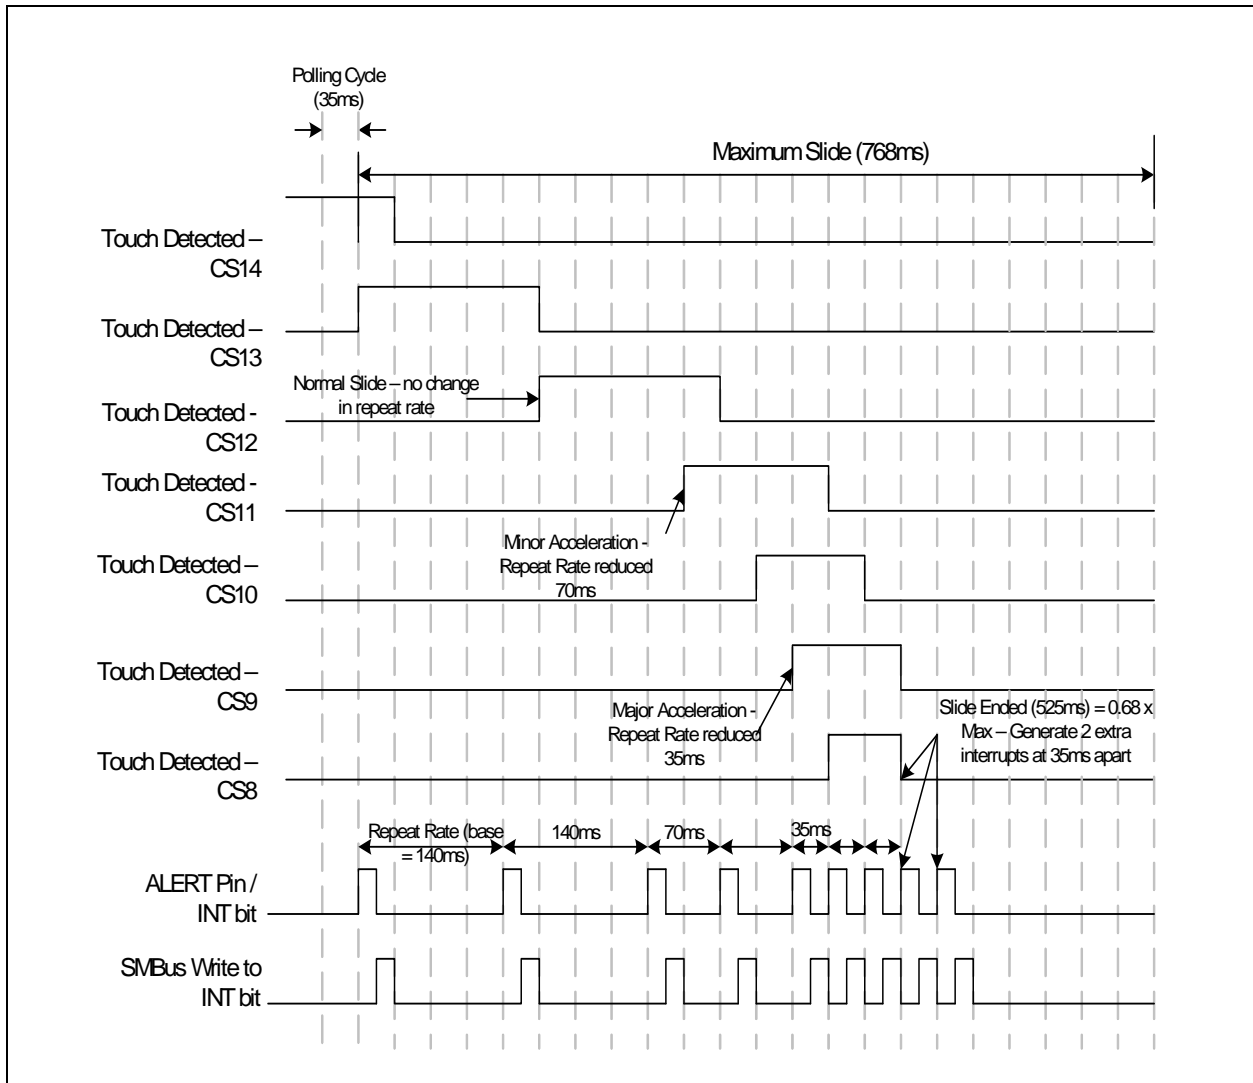 Polling Cycle
(35ms)
Maximum Slide (768ms)
Touch Detected –
CS14
Touch Detected –
CS13
Normal Slide – no change
in repeat rate
Touch Detected -
CS12
Touch Detected -
CS11
Minor Acceleration -
Repeat Rate reduced
70ms
Touch Detected –
CS10
Touch Detected –
CS9
Major Acceleration -
Repeat Rate reduced
35ms
Slide Ended (525ms) = 0.68 x
Max – Generate 2 extra
interrupts at 35ms apart
Touch Detected –
CS8
Repeat Rate (base
= 140ms)
140ms
70ms
35ms
ALERT Pin /
INT bit
SMBus Write to
INT bit